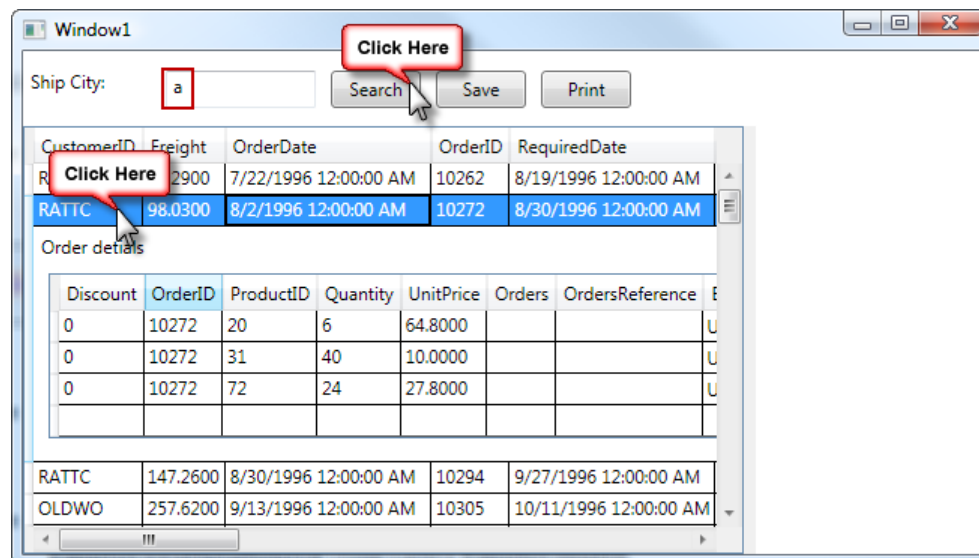 Window1
Click Here
Ship City: a Search Save Print
CustomerID Freight OrderDate OrderID RequiredDate
Click Here 2900 7/22/1996 12:00:00 AM 10262 8/19/1996 12:00:00 AM
RATTC 98.0300 8/2/1996 12:00:00 AM 10272 8/30/1996 12:00:00 AM
Order detials
Discount OrderID ProductID Quantity UnitPrice Orders OrdersReference
0 10272 20 6 64.8000 U
0 10272 31 40 10.0000 U
0 10272 72 24 27.8000 U
RATTC 147.2600 8/30/1996 12:00:00 AM 10294 9/27/1996 12:00:00 AM
OLDWO 257.6200 9/13/1996 12:00:00 AM 10305 10/11/1996 12:00:00 AM